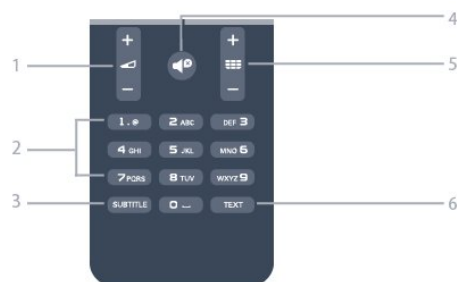 4
+ +
1 5
− −
1 . @ 2 ABC DEF 3
2
4 GHI 5 JKL MNO 6
7 PQRS 8 TUV WXYZ 9
3 SUBTITLE 0 TEXT 6